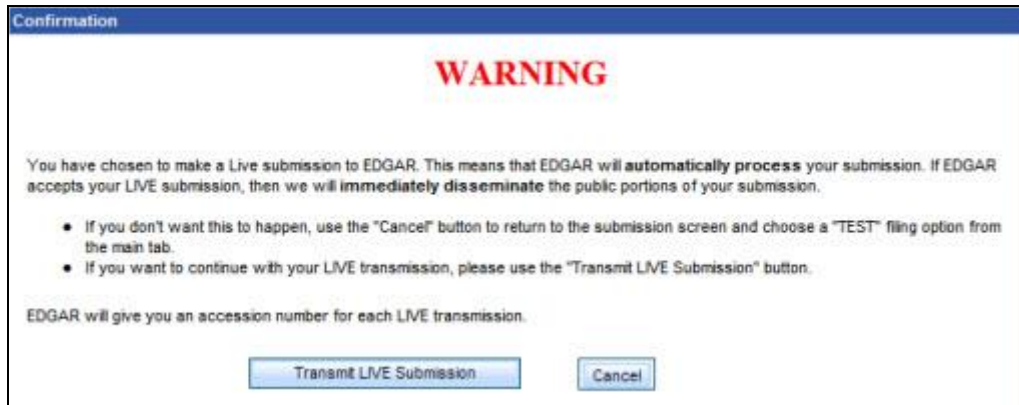 Confirmation
WARNING
You have chosen to make a Live submission to EDGAR. This means that EDGAR will automatically process your submission. If EDGAR
accepts your LIVE submission, then we will immediately disseminate the public portions of your submission.
● If you don't want this to happen, use the "Cancel" button to return to the submission screen and choose a "TEST" filing option from
the main tab.
● If you want to continue with your LIVE transmission, please use the "Transmit LIVE Submission" button.
EDGAR will give you an accession number for each LIVE transmission.
Transmit LIVE Submission Cancel